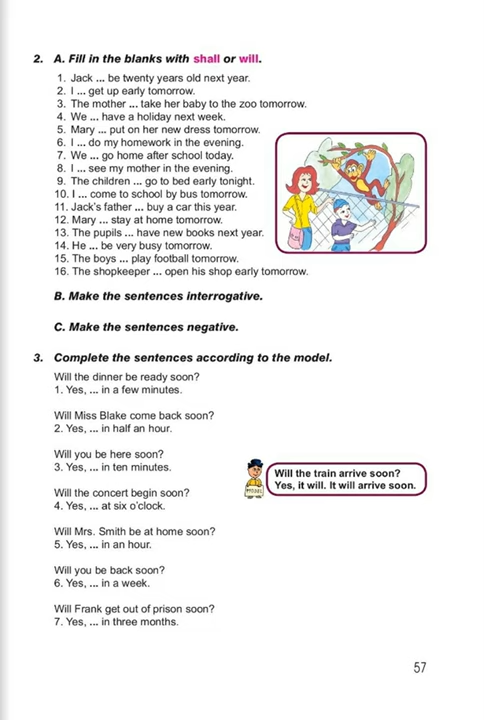 2. A. Fill in the blanks with shall or will.
1. Jack ... be twenty years old next year.
2. I ... get up early tomorrow.
3. The mother ... take her baby to the zoo tomorrow.
4. We ... have a holiday next week.
5. Mary ... put on her new dress tomorrow.
6. I ... do my homework in the evening.
7. We ... go home after school today.
8. I ... see my mother in the evening.
9. The children ... go to bed early tonight.
10. I ... come to school by bus tomorrow.
11. Jack's father ... buy a car this year.
12. Mary ... stay at home tomorrow.
13. The pupils ... have new books next year.
14. He ... be very busy tomorrow.
15. The boys ... play football tomorrow.
16. The shopkeeper ... open his shop early tomorrow.
B. Make the sentences interrogative.
C. Make the sentences negative.
3. Complete the sentences according to the model.
Will the dinner be ready soon?
1. Yes, ... in a few minutes.
Will Miss Blake come back soon?
2. Yes, ... in half an hour.
Will you be here soon?
3. Yes, ... in ten minutes.
MODEL
Will the train arrive soon?
Yes, it will. It will arrive soon.
Will the concert begin soon?
4. Yes, ... at six o'clock.
Will Mrs. Smith be at home soon?
5. Yes, ... in an hour.
Will you be back soon?
6. Yes, ... in a week.
Will Frank get out of prison soon?
7. Yes, ... in three months.
57